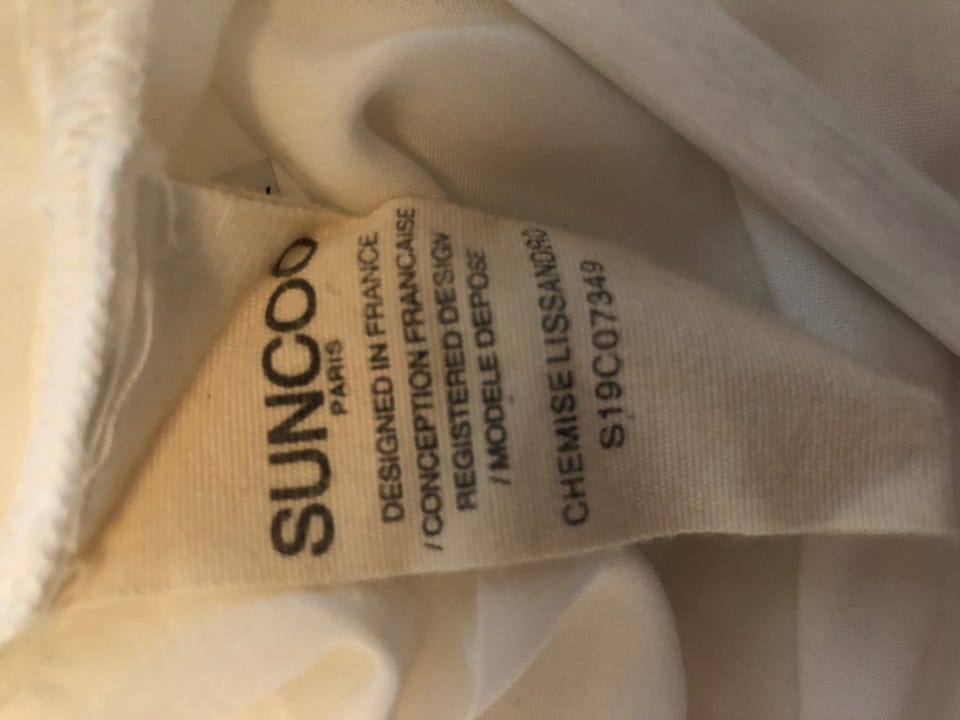 SUNCOO
PARIS
DESIGNED IN FRANCE
/ CONCEPTION FRANCAISE
REGISTERED DESIGN
/ MODELE DEPOSE
CHEMISE LISSANDRO
S19C07349